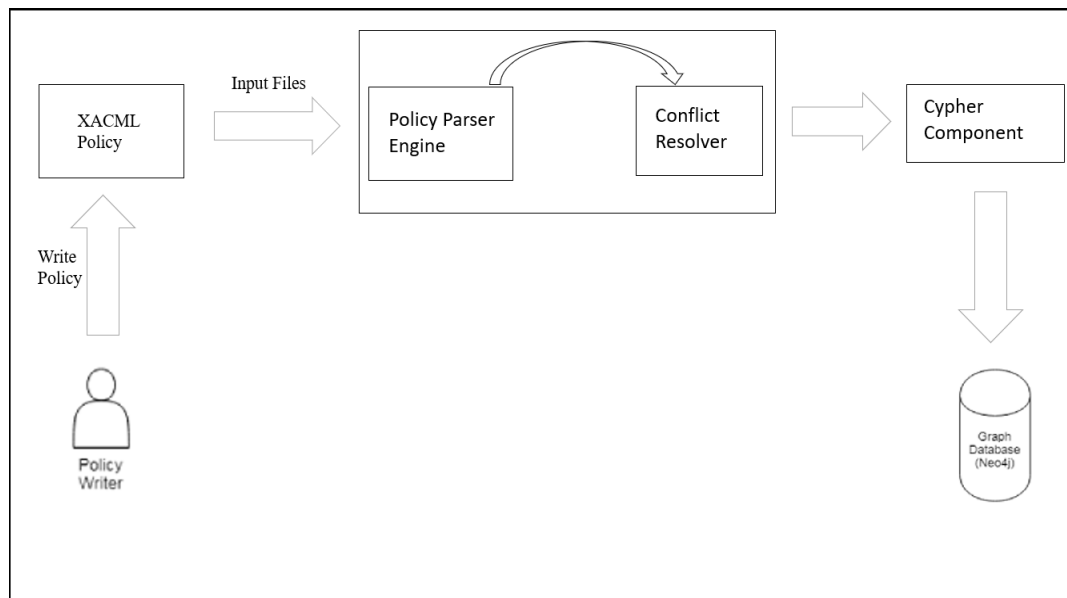 Input Files
XACML
Policy
Policy Parser
Engine
Conflict
Resolver
Cypher
Component
Write
Policy
Policy
Writer
Graph
Database
(Neo4j)